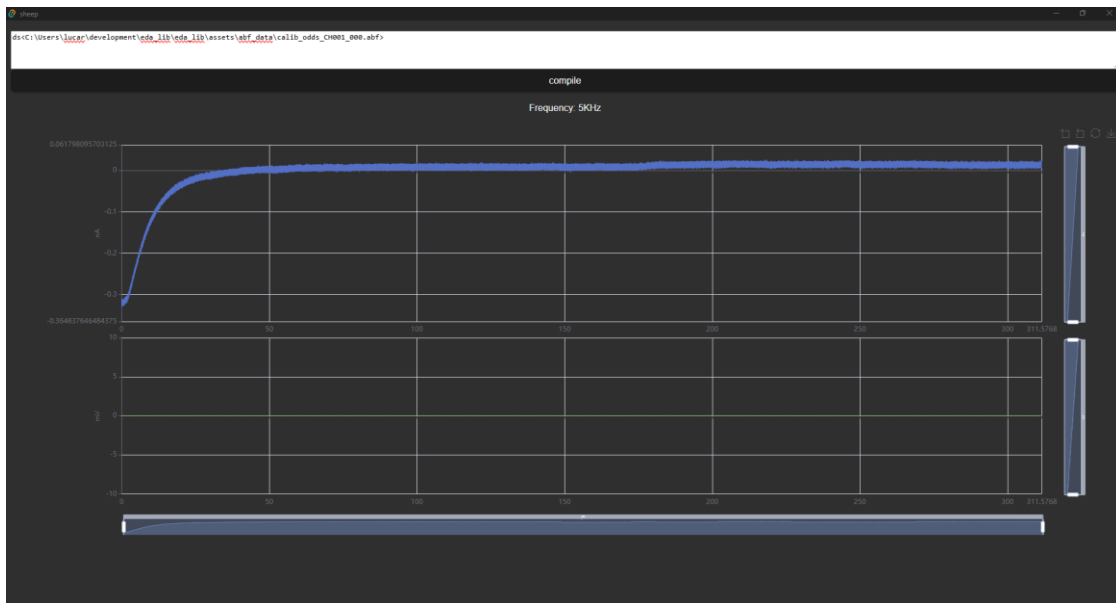 sheep
ds<C:\Users\lucar\development\eda_lib\eda_lib\assets\abf_data\calib_odds_CH001_000.abf>
compile
Frequency: 5KHz
0.061798095703125
0
-0.1
-0.2
-0.3
-0.364637646484375
nA
0 50 100 150 200 250 300 311.5768
10
5
0
-5
-10
mV
0 50 100 150 200 250 300 311.5768